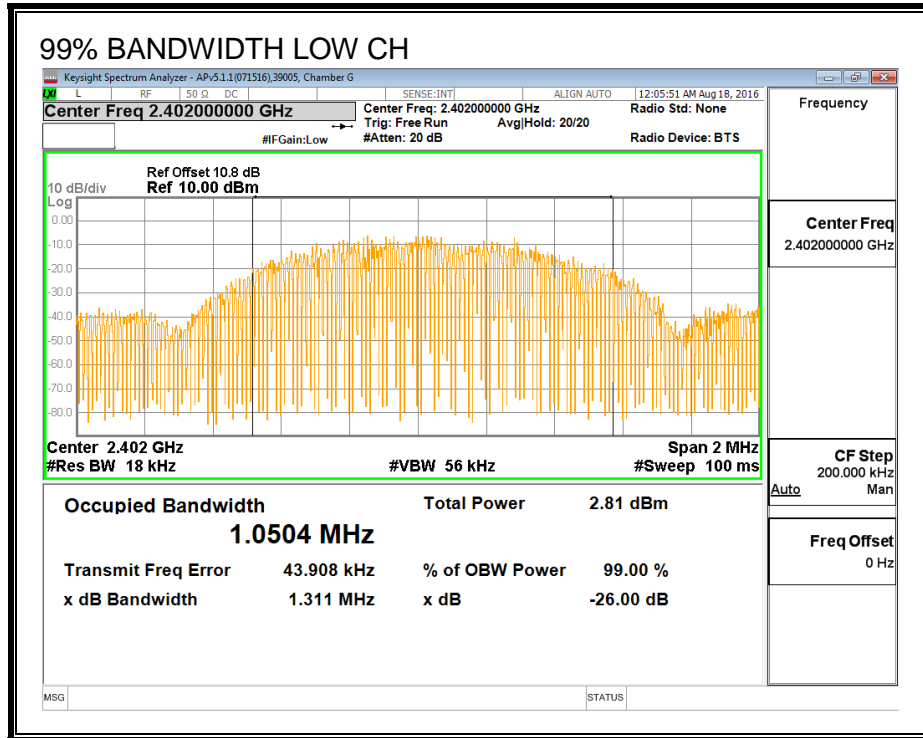 99% BANDWIDTH LOW CH
Keysight Spectrum Analyzer - APv5.1.1(071516),39005, Chamber G
LXI L RF 50 Ω DC SENSE:INT ALIGN AUTO 12:05:51 AM Aug 18, 2016
Center Freq 2.402000000 GHz
Center Freq: 2.402000000 GHz Radio Std: None
Trig: Free Run Avg|Hold: 20/20
#IFGain:Low #Atten: 20 dB Radio Device: BTS
Ref Offset 10.8 dB
10 dB/div Ref 10.00 dBm
Log
0.00
-10.0
-20.0
-30.0
-40.0
-50.0
-60.0
-70.0
-80.0
Center 2.402 GHz Span 2 MHz
#Res BW 18 kHz #VBW 56 kHz #Sweep 100 ms
Occupied Bandwidth Total Power 2.81 dBm
1.0504 MHz
Transmit Freq Error 43.908 kHz % of OBW Power 99.00 %
x dB Bandwidth 1.311 MHz x dB -26.00 dB
MSG STATUS
Frequency
Center Freq
2.402000000 GHz
CF Step
200.000 kHz
Auto Man
Freq Offset
0 Hz